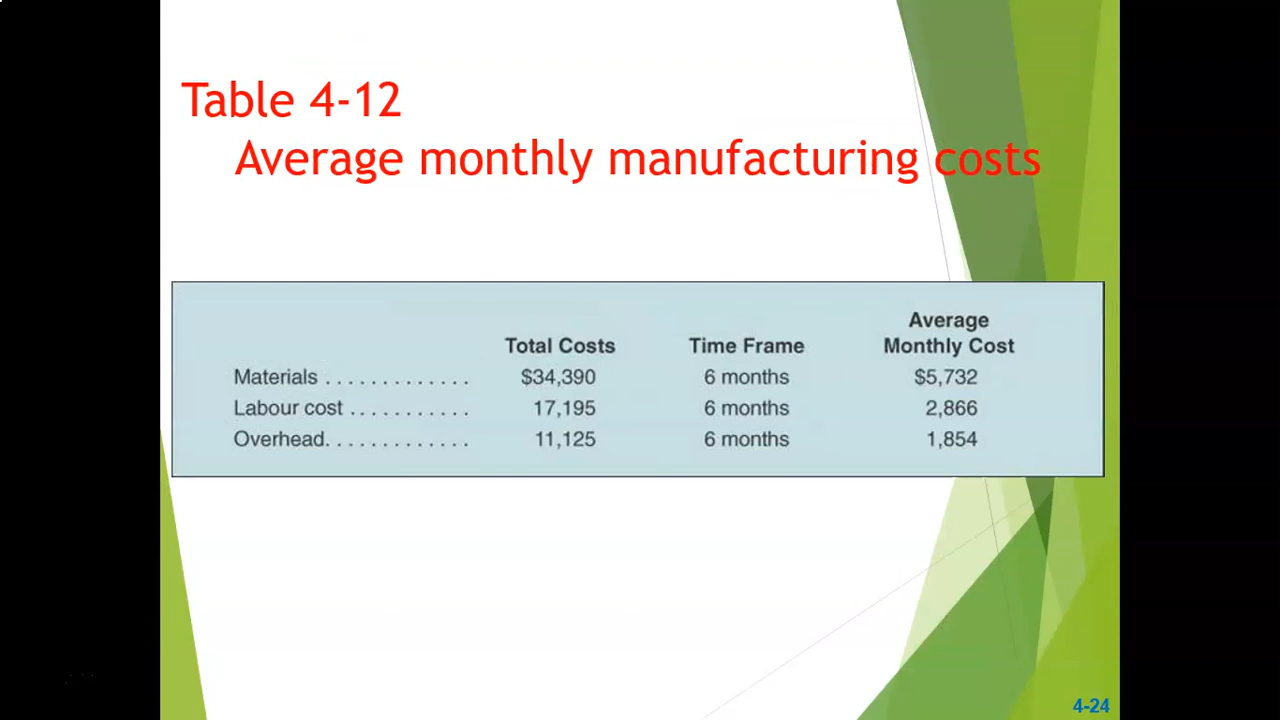 Table 4-12
Average monthly manufacturing costs
Average
Total Costs Time Frame Monthly Cost
Materials . . . . . . . . . . . . . $34,390 6 months $5,732
Labour cost . . . . . . . . . . . 17,195 6 months 2,866
Overhead. . . . . . . . . . . . . 11,125 6 months 1,854
4-24